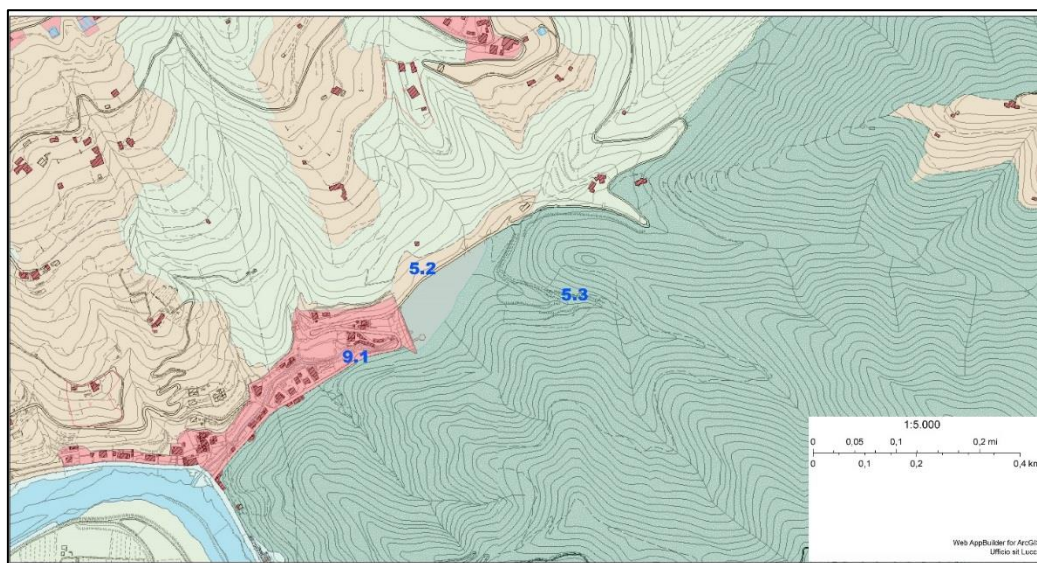 5.2
5.3
9.1
1:5.000
0 0,05 0,1 0,2 mi
0 0,1 0,2 0,4 km
Web AppBuilder for ArcGIS
Ufficio sit Lucca